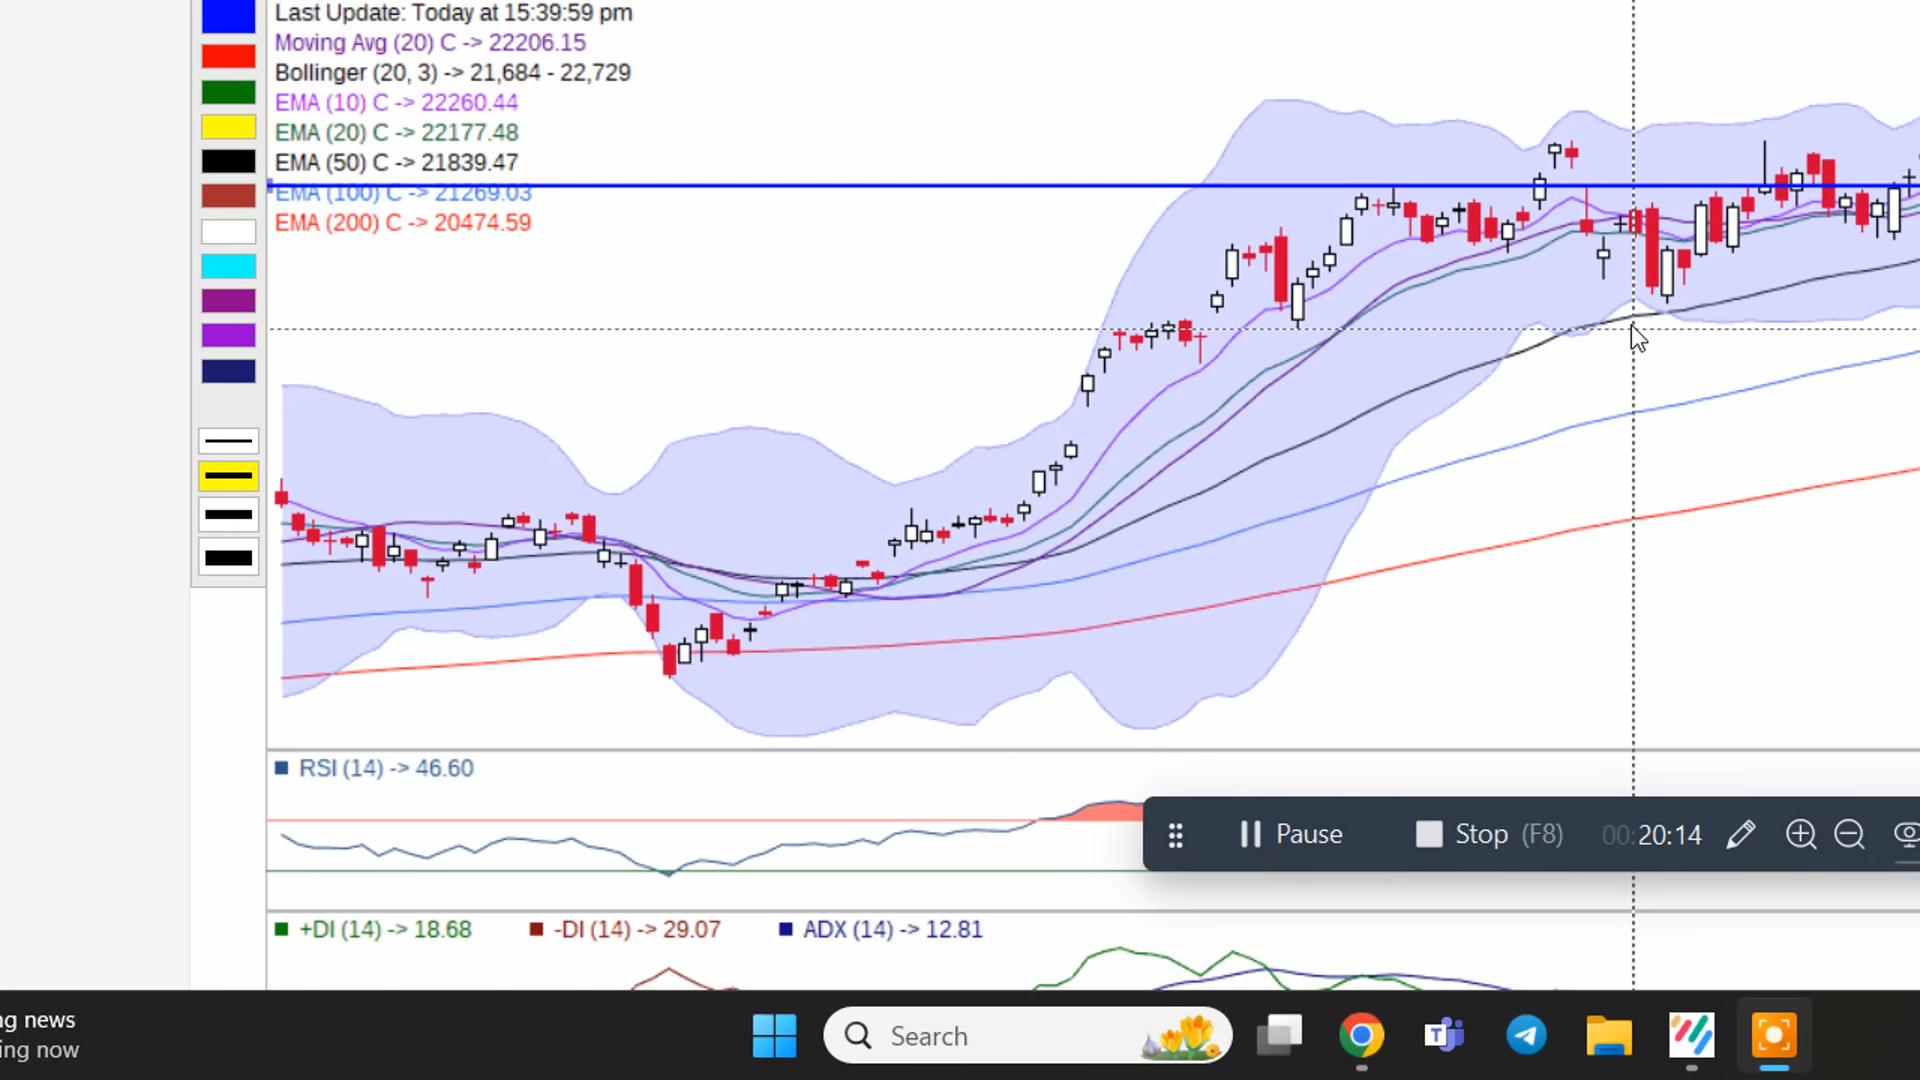 Last Update: Today at 15:39:59 pm
Moving Avg (20) C -> 22206.15
Bollinger (20, 3) -> 21,684 - 22,729
EMA (10) C -> 22260.44
EMA (20) C -> 22177.48
EMA (50) C -> 21839.47
EMA (100) C -> 21269.03
EMA (200) C -> 20474.59
RSI (14) -> 46.60
Pause Stop (F8) 00:20:14
+DI (14) -> 18.68 -DI (14) -> 29.07 ADX (14) -> 12.81
ng news
ing now
Search